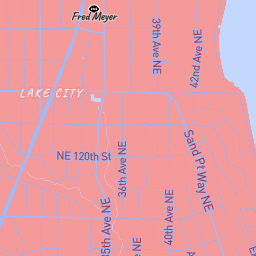 Fred Meyer
39th Ave NE
42nd Ave NE
LAKE CITY
Sand Pt Way NE
NE 120th St
36th Ave NE
35th Ave NE
40th Ave NE